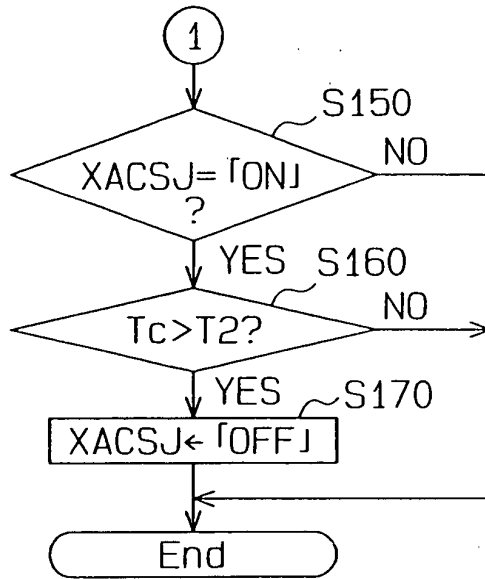 1
S150
XACSJ=「ON」
?
NO
YES
S160
Tc>T2?
NO
YES
S170
XACSJ←「OFF」
End